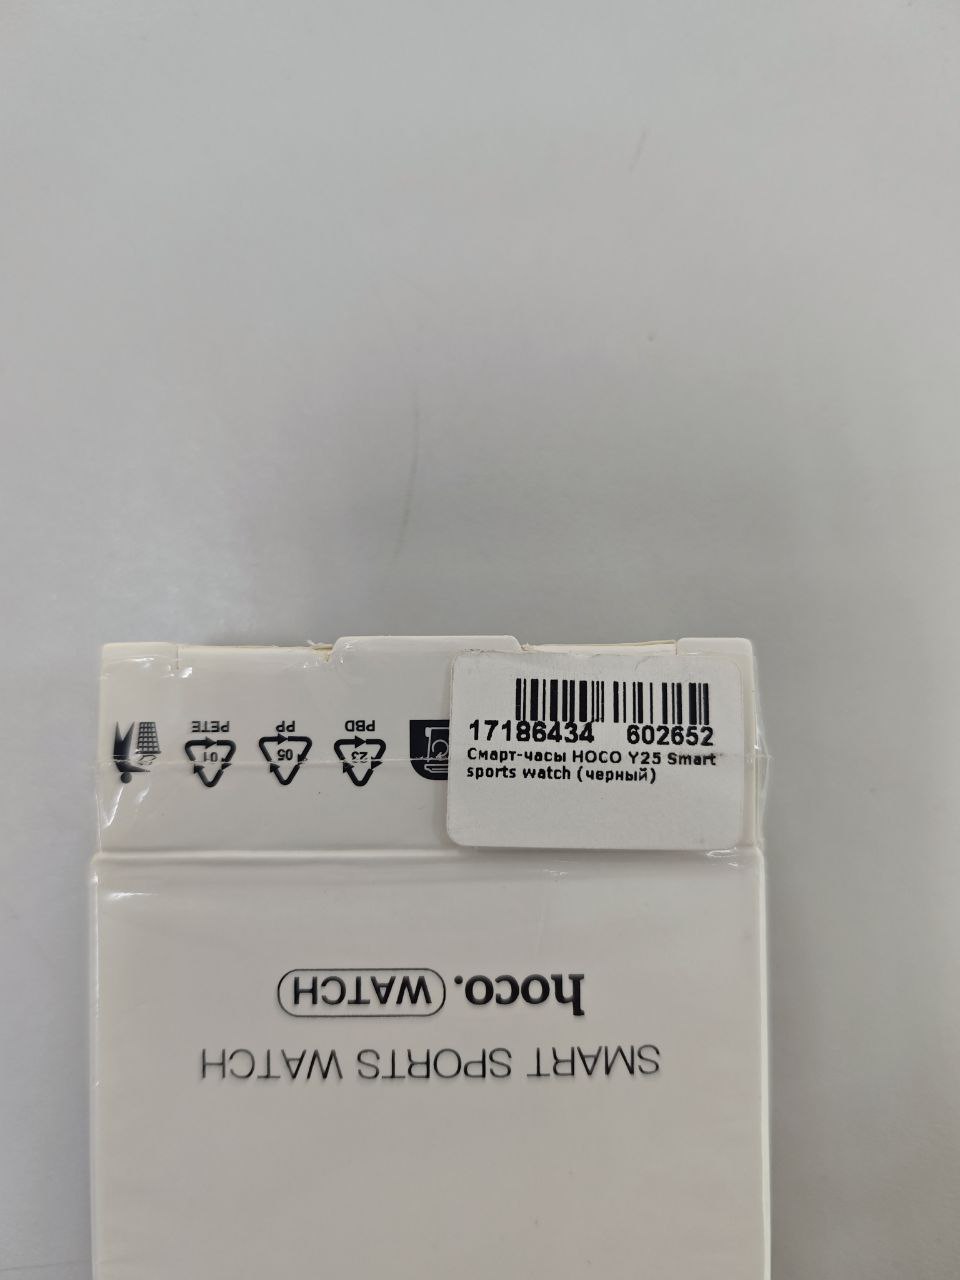 PETE
01
PP
05
PBD
23
17186434 602652
Смарт-часы HOCO Y25 Smart
sports watch (черный)
hoco. WATCH
SMART SPORTS WATCH